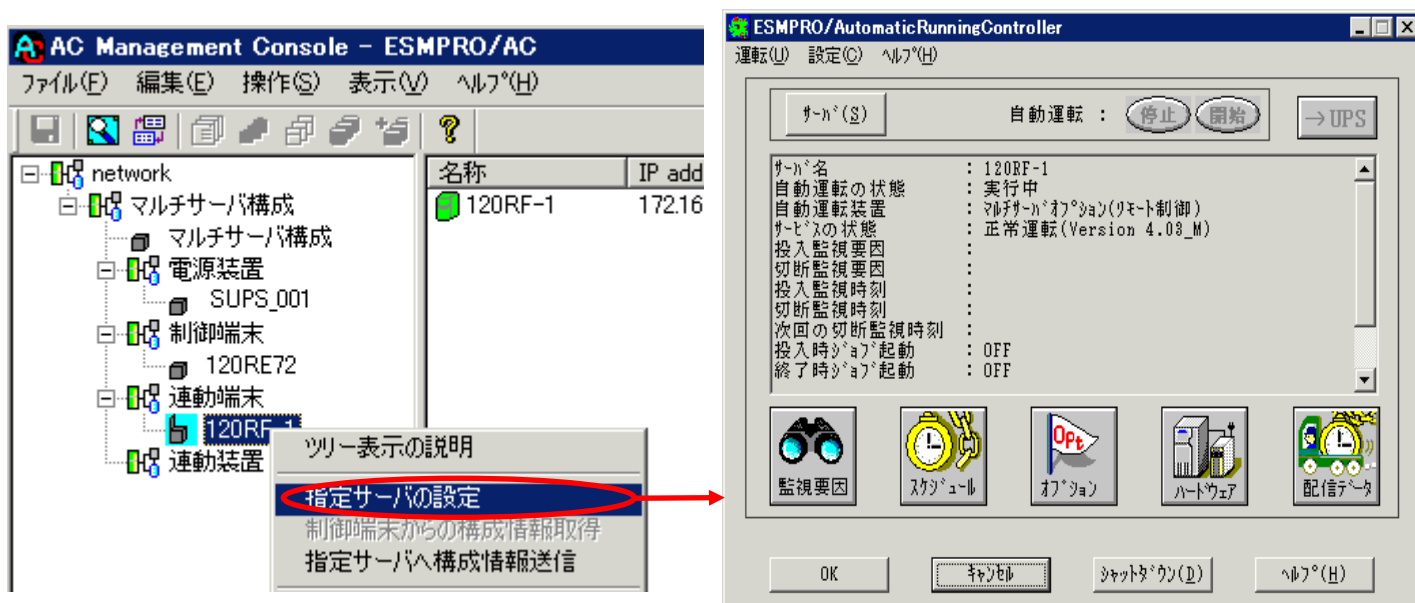 AC Management Console - ESMPRO/AC
ファイル(F) 編集(E) 操作(S) 表示(V) ヘルプ(H)
network
マルチサーバ構成
マルチサーバ構成
電源装置
SUPS_001
制御端末
120RE72
連動端末
120RF-1
連動装置
名称 IP add
120RF-1 172.16
ツリー表示の説明
指定サーバの設定
制御端末からの構成情報取得
指定サーバへ構成情報送信
ESMPRO/AutomaticRunningController
運転(U) 設定(C) ヘルプ(H)
サーバ(S) 自動運転 : 停止 開始 →UPS
サーバ名 : 120RF-1
自動運転の状態 : 実行中
自動運転装置 : マルチサーバオプション(リモート制御)
サービスの状態 : 正常運転(Version 4.03_M)
投入監視要因 :
切断監視要因 :
投入監視時刻 :
切断監視時刻 :
次回の切断監視時刻 :
投入時ジョブ起動 : OFF
終了時ジョブ起動 : OFF
Opt
監視要因 スケジュール オプション ハードウェア 配信データ
OK キャンセル シャットダウン(D) ヘルプ(H)